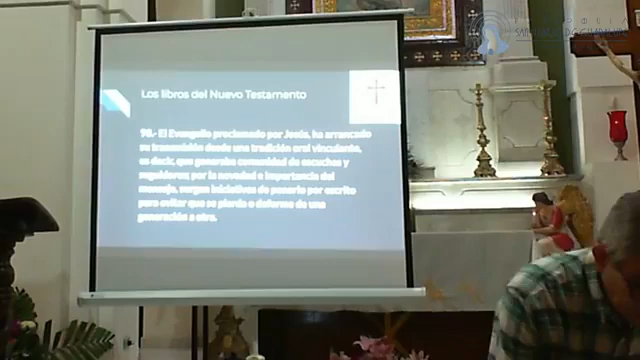 Los libros del Nuevo Testamento
98.- El Evangelio proclamado por Jesús, ha arrancado
su transmisión desde una tradición oral vinculante,
es decir, que generaba comunidad de escuchas y
seguidores; por la novedad e importancia del
mensaje, surgen iniciativas de ponerlo por escrito
para evitar que se pierda o deforme de una
generación a otra.